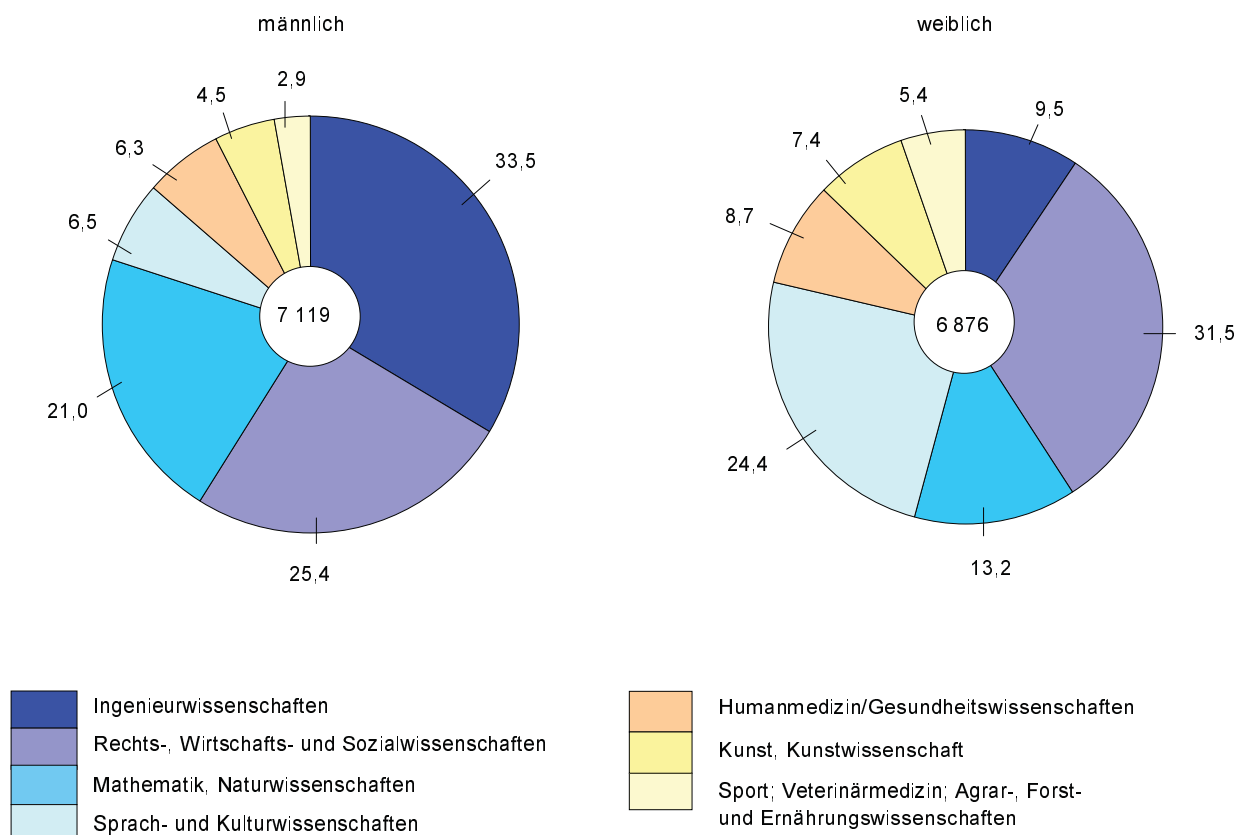 männlich
weiblich
2,9
4,5
6,3
33,5
6,5
7 119
21,0
25,4
5,4
9,5
7,4
8,7
6 876
31,5
24,4
13,2
Ingenieurwissenschaften
Rechts-, Wirtschafts- und Sozialwissenschaften
Mathematik, Naturwissenschaften
Sprach- und Kulturwissenschaften
Humanmedizin/Gesundheitswissenschaften
Kunst, Kunstwissenschaft
Sport; Veterinärmedizin; Agrar-, Forst-
und Ernährungswissenschaften